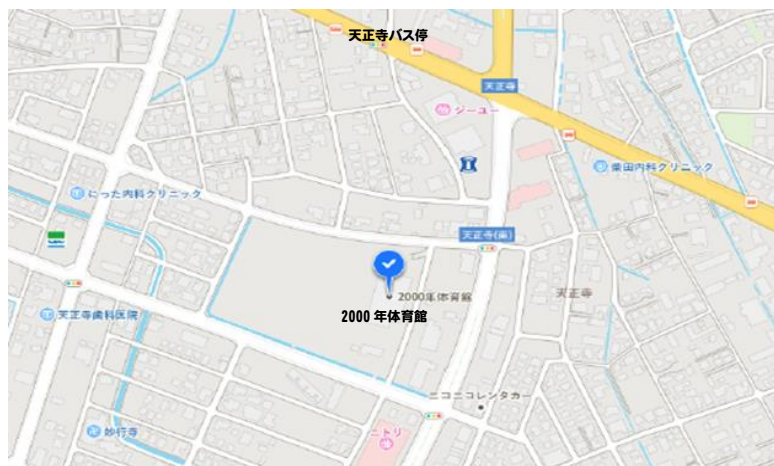 天正寺バス停
天正寺
ジーユー
柴田内科クリニック
にった内科クリニック
天正寺(南)
2000年体育館
天正寺
2000年体育館
天正寺歯科医院
ニコニコレンタカー
妙行寺
ニトリ